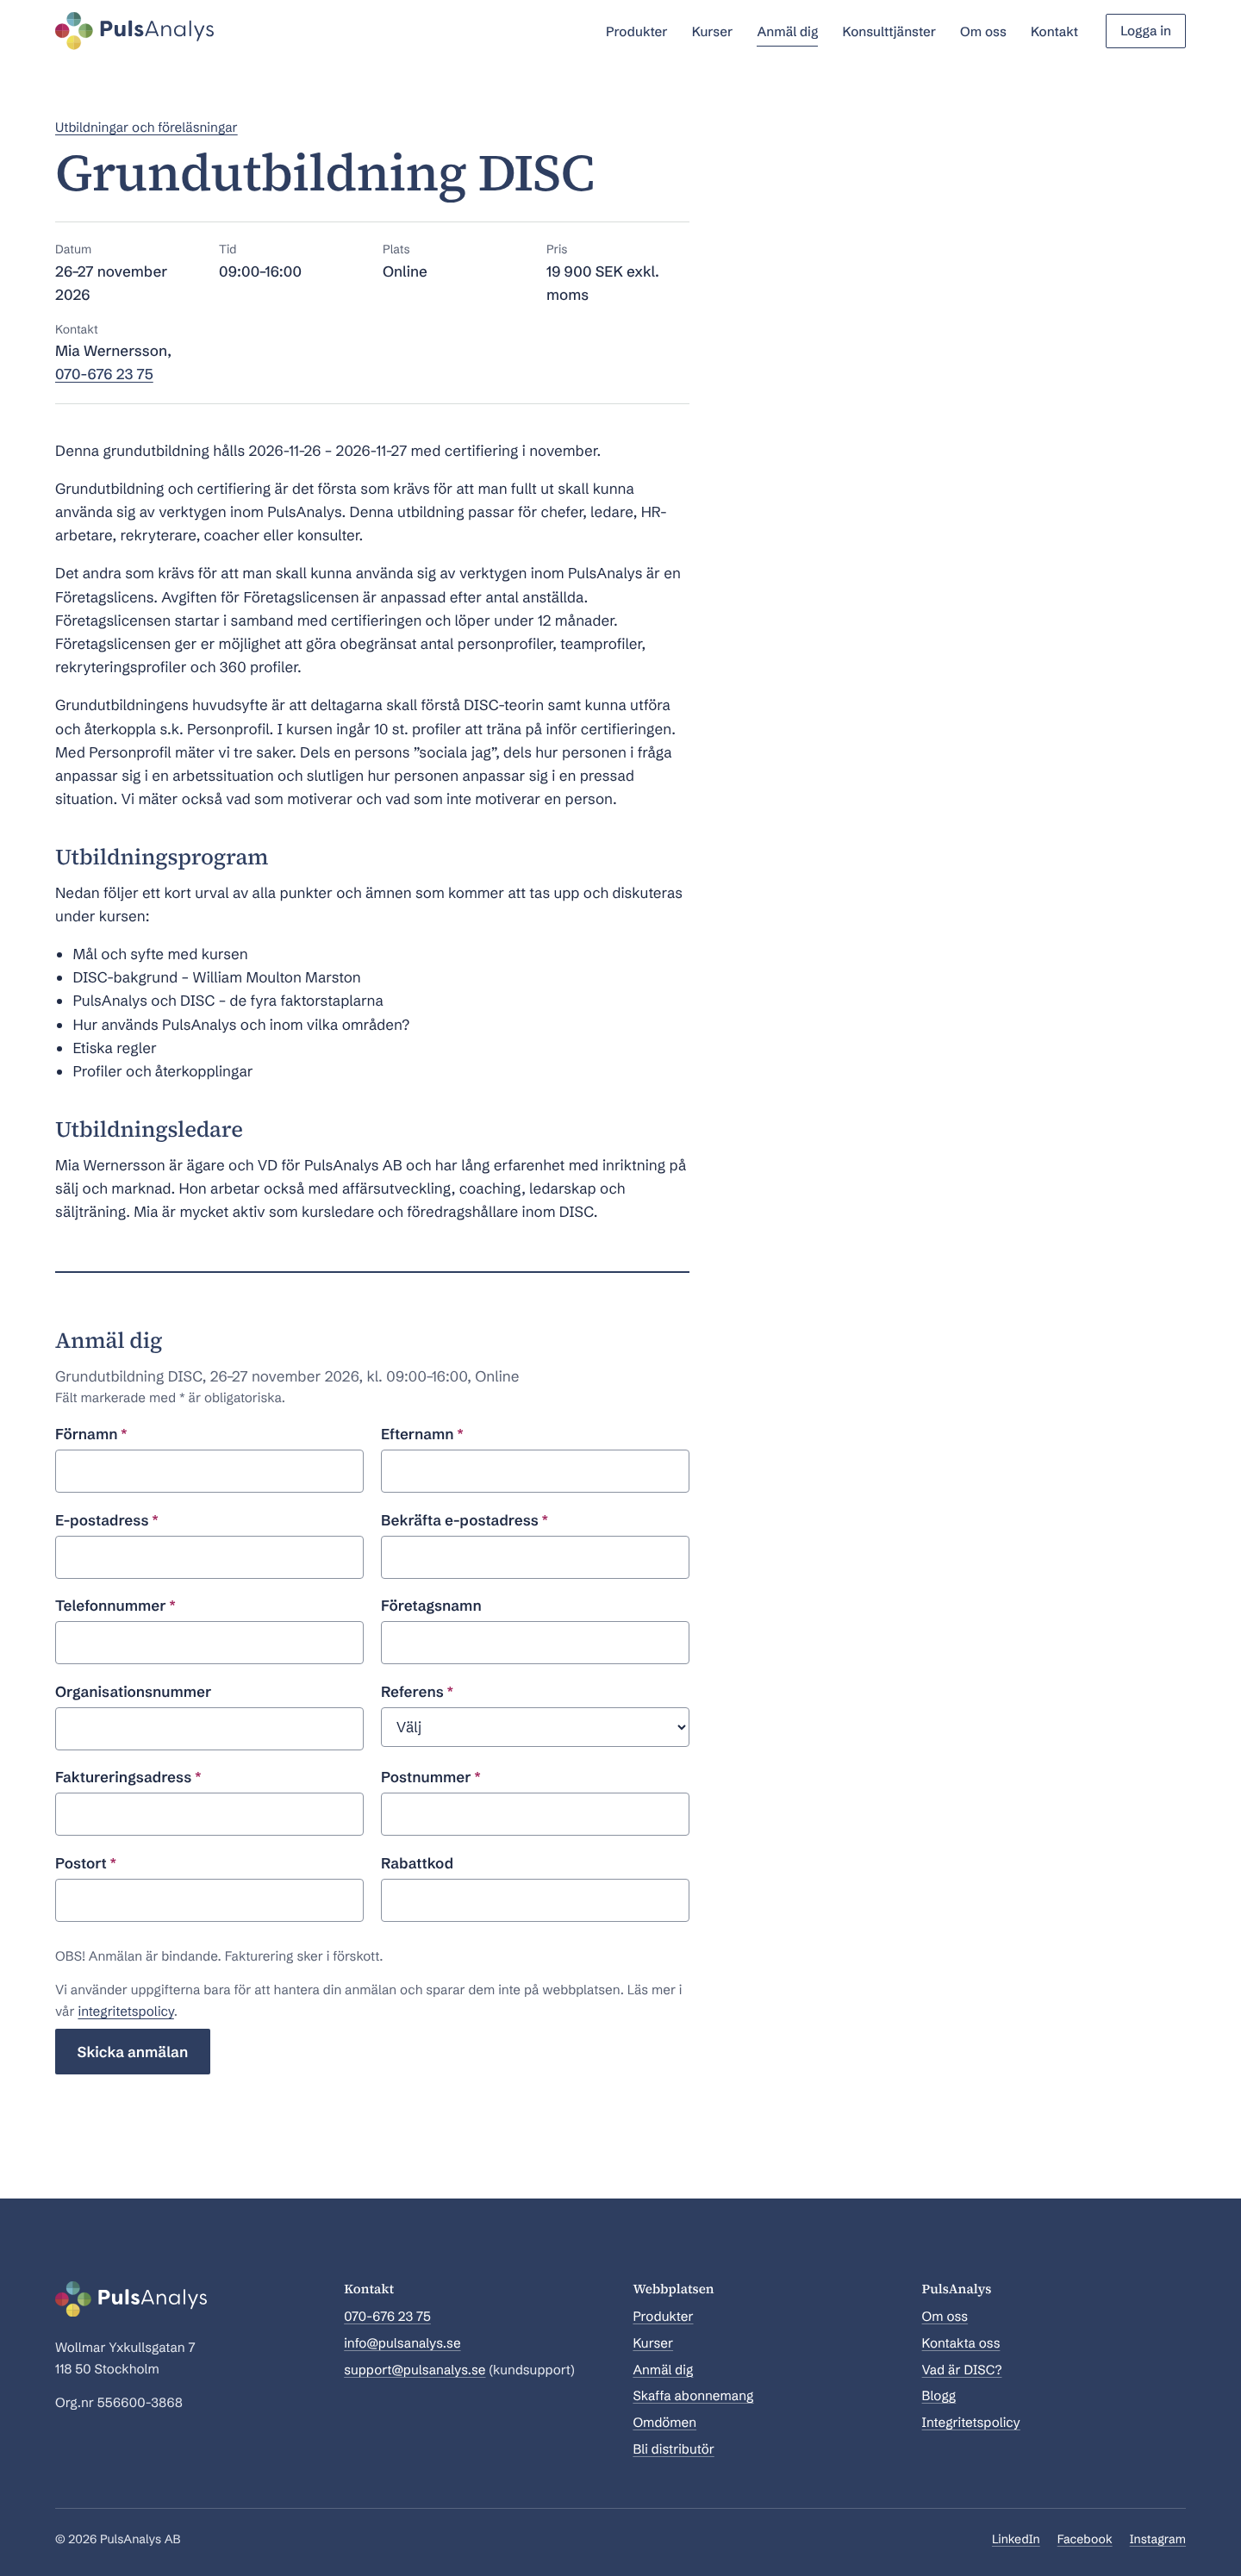 PulsAnalys
Produkter Kurser Anmäl dig Konsulttjänster Om oss Kontakt Logga in
Utbildningar och föreläsningar
Grundutbildning DISC
Datum Tid Plats Pris
26–27 november 09:00–16:00 Online 19 900 SEK exkl.
2026 moms
Kontakt
Mia Wernersson,
070-676 23 75
Denna grundutbildning hålls 2026-11-26 – 2026-11-27 med certifiering i november.
Grundutbildning och certifiering är det första som krävs för att man fullt ut skall kunna
använda sig av verktygen inom PulsAnalys. Denna utbildning passar för chefer, ledare, HR-
arbetare, rekryterare, coacher eller konsulter.
Det andra som krävs för att man skall kunna använda sig av verktygen inom PulsAnalys är en
Företagslicens. Avgiften för Företagslicensen är anpassad efter antal anställda.
Företagslicensen startar i samband med certifieringen och löper under 12 månader.
Företagslicensen ger er möjlighet att göra obegränsat antal personprofiler, teamprofiler,
rekryteringsprofiler och 360 profiler.
Grundutbildningens huvudsyfte är att deltagarna skall förstå DISC-teorin samt kunna utföra
och återkoppla s.k. Personprofil. I kursen ingår 10 st. profiler att träna på inför certifieringen.
Med Personprofil mäter vi tre saker. Dels en persons ”sociala jag”, dels hur personen i fråga
anpassar sig i en arbetssituation och slutligen hur personen anpassar sig i en pressad
situation. Vi mäter också vad som motiverar och vad som inte motiverar en person.
Utbildningsprogram
Nedan följer ett kort urval av alla punkter och ämnen som kommer att tas upp och diskuteras
under kursen:
• Mål och syfte med kursen
• DISC-bakgrund – William Moulton Marston
• PulsAnalys och DISC – de fyra faktorstaplarna
• Hur används PulsAnalys och inom vilka områden?
• Etiska regler
• Profiler och återkopplingar
Utbildningsledare
Mia Wernersson är ägare och VD för PulsAnalys AB och har lång erfarenhet med inriktning på
sälj och marknad. Hon arbetar också med affärsutveckling, coaching, ledarskap och
säljträning. Mia är mycket aktiv som kursledare och föredragshållare inom DISC.
Anmäl dig
Grundutbildning DISC, 26–27 november 2026, kl. 09:00–16:00, Online
Fält markerade med * är obligatoriska.
Förnamn * Efternamn *
E-postadress * Bekräfta e-postadress *
Telefonnummer * Företagsnamn
Organisationsnummer Referens *
Välj
Faktureringsadress * Postnummer *
Postort * Rabattkod
OBS! Anmälan är bindande. Fakturering sker i förskott.
Vi använder uppgifterna bara för att hantera din anmälan och sparar dem inte på webbplatsen. Läs mer i
vår integritetspolicy.
Skicka anmälan
PulsAnalys
Wollmar Yxkullsgatan 7
118 50 Stockholm
Org.nr 556600-3868
Kontakt
070-676 23 75
info@pulsanalys.se
support@pulsanalys.se (kundsupport)
Webbplatsen
Produkter
Kurser
Anmäl dig
Skaffa abonnemang
Omdömen
Bli distributör
PulsAnalys
Om oss
Kontakta oss
Vad är DISC?
Blogg
Integritetspolicy
© 2026 PulsAnalys AB
LinkedIn Facebook Instagram